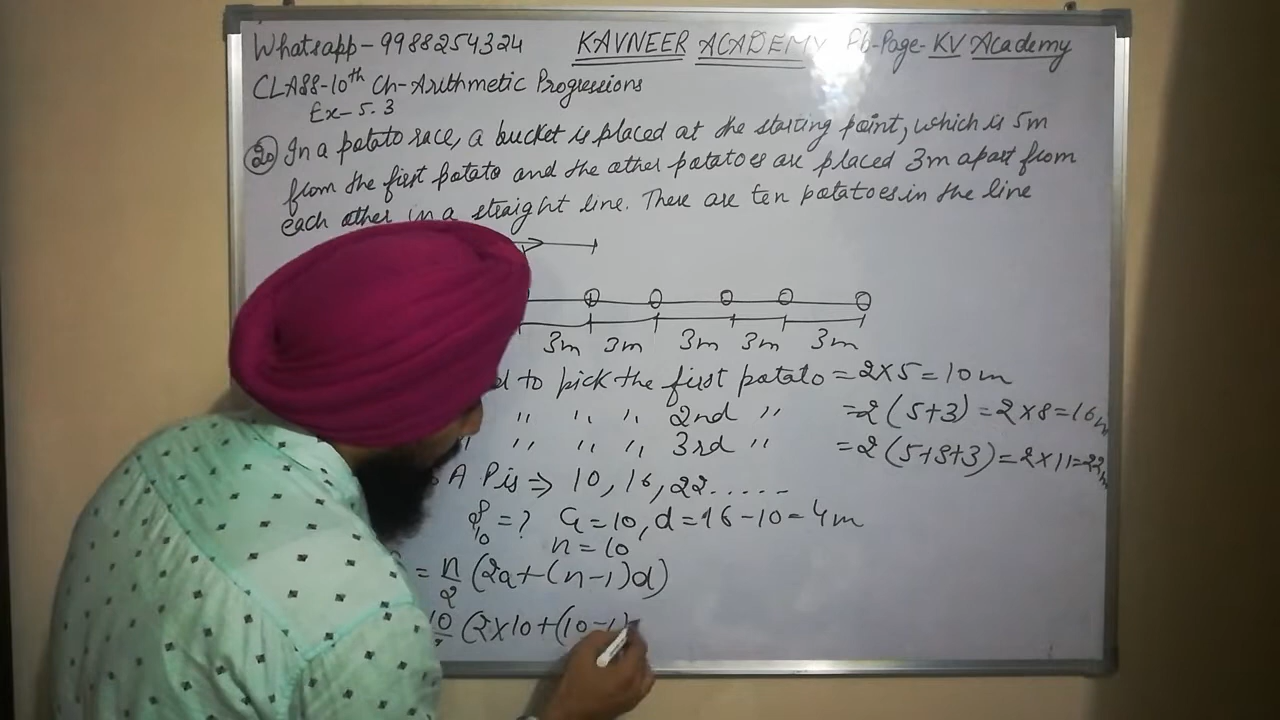 Whatsapp-9988254324 KAVNEER ACADEMY Fb-Page-KV Academy
CLASS-10th Ch-Arithmetic Progressions
Ex-5.3
20 In a potato race, a bucket is placed at the starting point, which is 5m
from the first potato and the other potatoes are placed 3m apart from
each other in a straight line. There are ten potatoes in the line
3m 3m 3m 3m 3m
d to pick the first potato = 2×5=10m
" " " 2nd " =2(5+3)=2×8=16m
" " " " 3rd " =2(5+3+3)=2×11=22m
A P is ⇒ 10, 16, 22......
S10=? a=10, d=16-10=4m
n=10
= n/2 (2a+(n-1)d)
10/2 (2×10+(10-1)